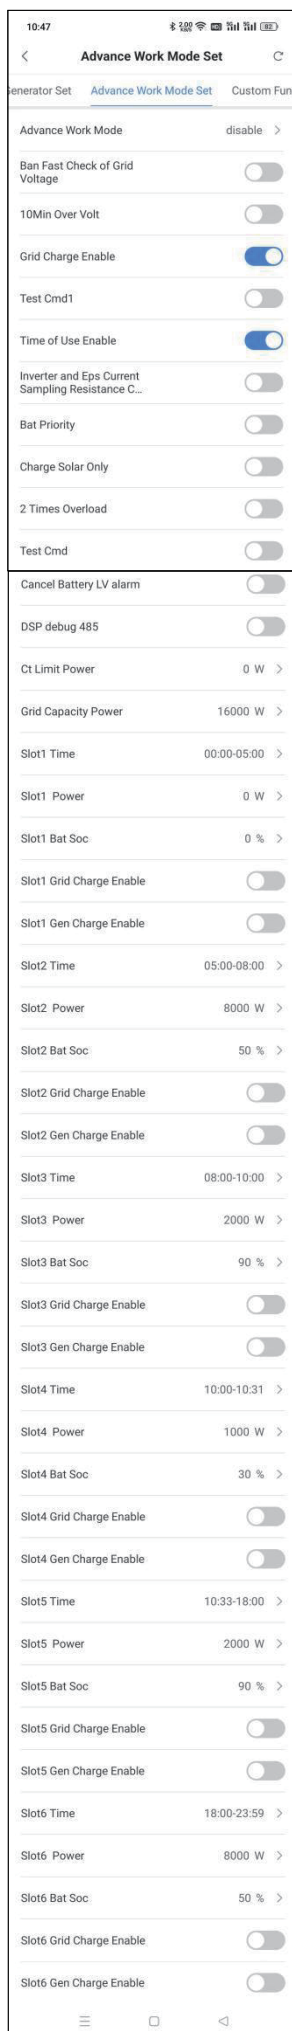 10:47
2.00 KB/S
HD
82
Advance Work Mode Set
Generator Set Advance Work Mode Set Custom Fun
Advance Work Mode disable
Ban Fast Check of Grid
Voltage
10Min Over Volt
Grid Charge Enable
Test Cmd1
Time of Use Enable
Inverter and Eps Current
Sampling Resistance C...
Bat Priority
Charge Solar Only
2 Times Overload
Test Cmd
Cancel Battery LV alarm
DSP debug 485
Ct Limit Power 0 W
Grid Capacity Power 16000 W
Slot1 Time 00:00-05:00
Slot1 Power 0 W
Slot1 Bat Soc 0 %
Slot1 Grid Charge Enable
Slot1 Gen Charge Enable
Slot2 Time 05:00-08:00
Slot2 Power 8000 W
Slot2 Bat Soc 50 %
Slot2 Grid Charge Enable
Slot2 Gen Charge Enable
Slot3 Time 08:00-10:00
Slot3 Power 2000 W
Slot3 Bat Soc 90 %
Slot3 Grid Charge Enable
Slot3 Gen Charge Enable
Slot4 Time 10:00-10:31
Slot4 Power 1000 W
Slot4 Bat Soc 30 %
Slot4 Grid Charge Enable
Slot4 Gen Charge Enable
Slot5 Time 10:33-18:00
Slot5 Power 2000 W
Slot5 Bat Soc 90 %
Slot5 Grid Charge Enable
Slot5 Gen Charge Enable
Slot6 Time 18:00-23:59
Slot6 Power 8000 W
Slot6 Bat Soc 50 %
Slot6 Grid Charge Enable
Slot6 Gen Charge Enable